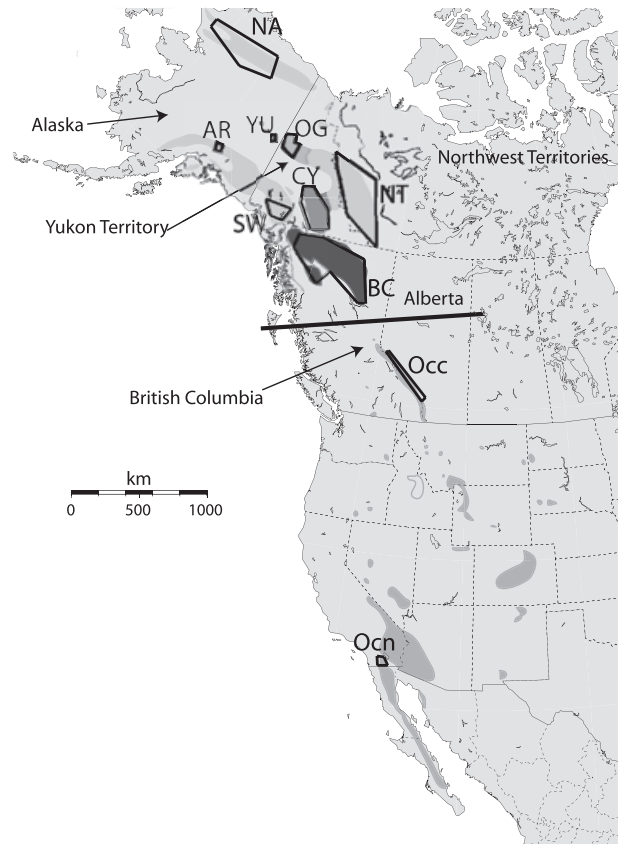 NA
Alaska
AR
YU
OG
Northwest Territories
CY
NT
SW
Yukon Territory
BC
Alberta
Occ
British Columbia
km
0 500 1000
Ocn